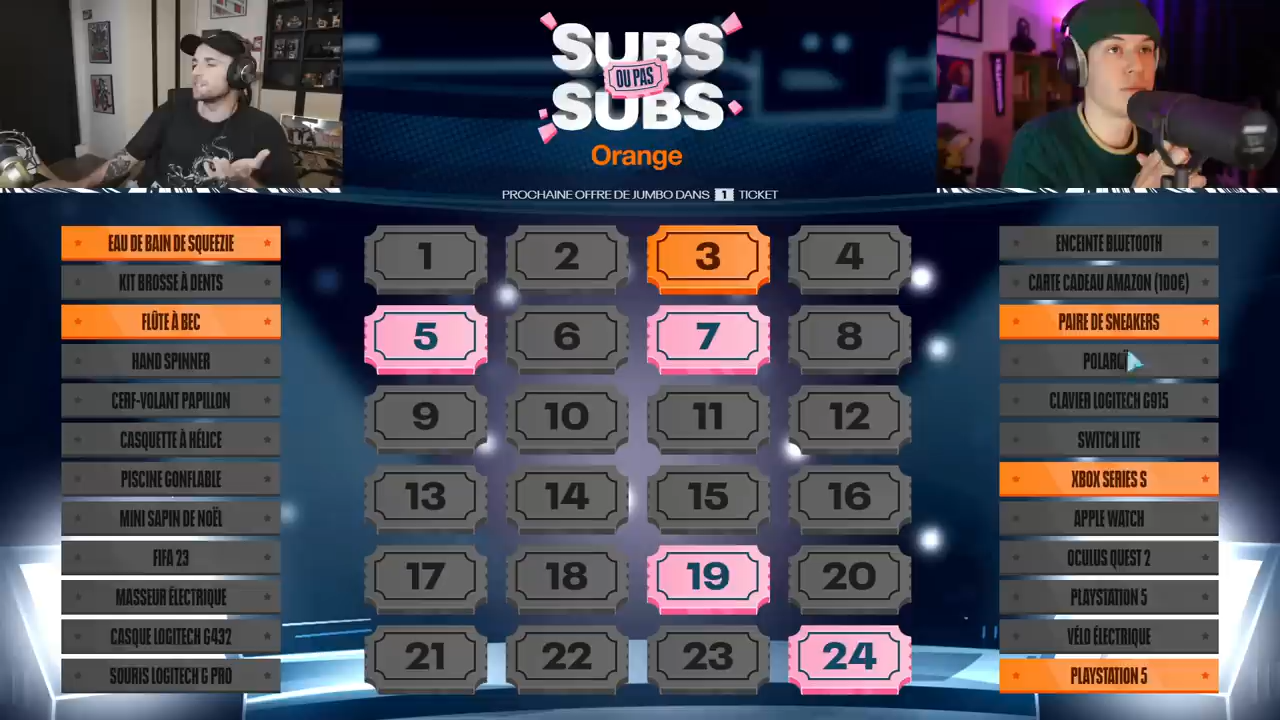 SUBS
OU PAS
SUBS
Orange
PROCHAINE OFFRE DE JUMBO DANS 1 TICKET
EAU DE BAIN DE SQUEEZIE
KIT BROSSE À DENTS
FLÛTE À BEC
HAND SPINNER
CERF-VOLANT PAPILLON
CASQUETTE À HÉLICE
PISCINE GONFLABLE
MINI SAPIN DE NOËL
FIFA 23
MASSEUR ÉLECTRIQUE
CASQUE LOGITECH G432
SOURIS LOGITECH G PRO
1 2 3 4
5 6 7 8
9 10 11 12
13 14 15 16
17 18 19 20
21 22 23 24
ENCEINTE BLUETOOTH
CARTE CADEAU AMAZON (100€)
PAIRE DE SNEAKERS
CLAVIER LOGITECH G915
SWITCH LITE
XBOX SERIES S
APPLE WATCH
OCULUS QUEST 2
PLAYSTATION 5
VÉLO ÉLECTRIQUE
PLAYSTATION 5